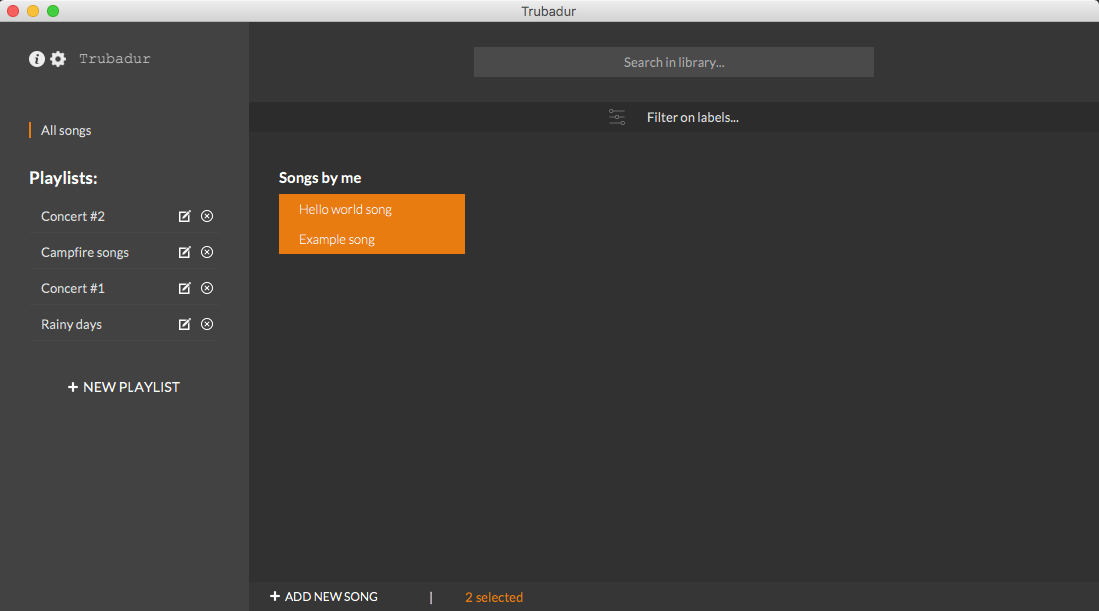 Trubadur
Trubadur
Search in library...
Filter on labels...
All songs
Playlists:
Concert #2
Campfire songs
Concert #1
Rainy days
+ NEW PLAYLIST
Songs by me
Hello world song
Example song
+ ADD NEW SONG | 2 selected